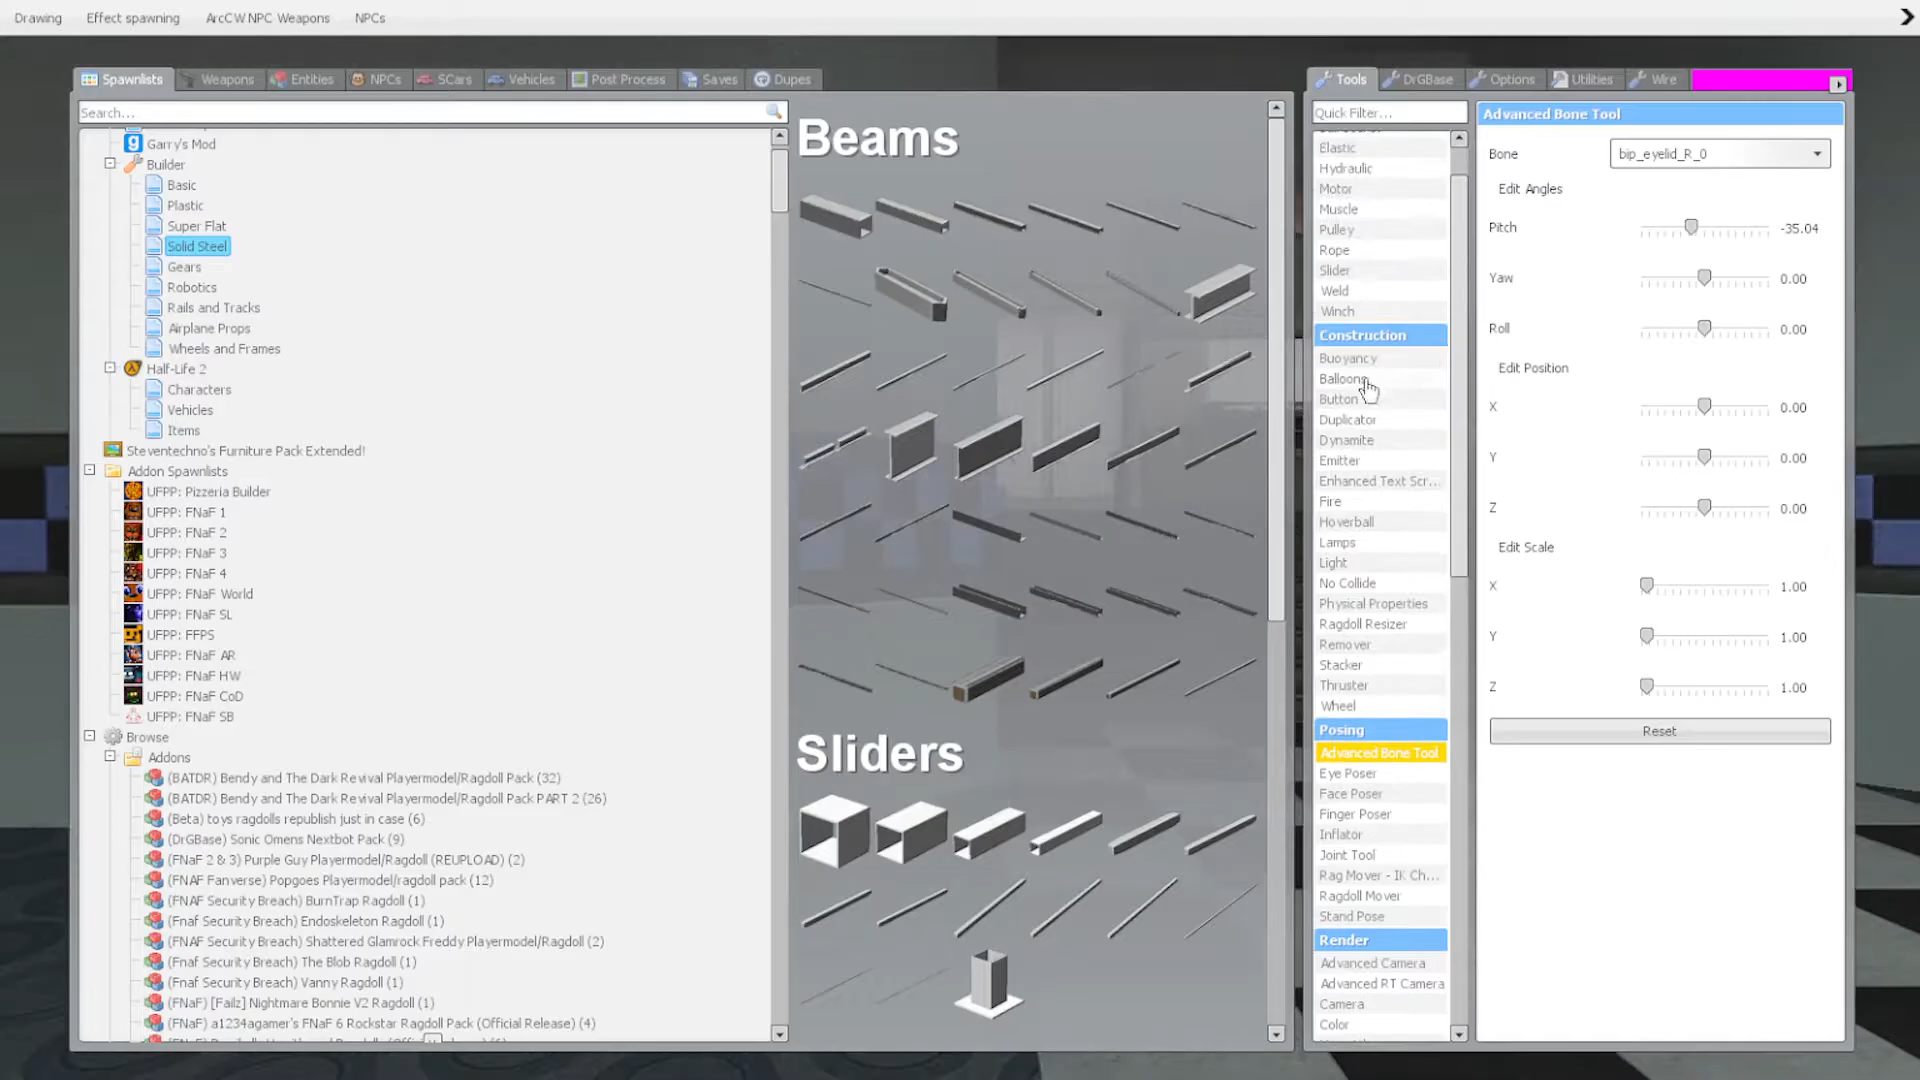 Drawing
Effect spawning
ArcCW NPC Weapons
NPCs
Spawnlists
Weapons
Entities
NPCs
SCars
Vehicles
Post Process
Saves
Dupes
Search...
Garry's Mod
Builder
Basic
Plastic
Super Flat
Solid Steel
Gears
Robotics
Rails and Tracks
Airplane Props
Wheels and Frames
Half-Life 2
Characters
Vehicles
Items
Steventechno's Furniture Pack Extended!
Addon Spawnlists
UFPP: Pizzeria Builder
UFPP: FNaF 1
UFPP: FNaF 2
UFPP: FNaF 3
UFPP: FNaF 4
UFPP: FNaF World
UFPP: FNaF SL
UFPP: FFPS
UFPP: FNaF AR
UFPP: FNaF HW
UFPP: FNaF CoD
UFPP: FNaF SB
Browse
Addons
(BATDR) Bendy and The Dark Revival Playermodel/Ragdoll Pack (32)
(BATDR) Bendy and The Dark Revival Playermodel/Ragdoll Pack PART 2 (26)
(Beta) toys ragdolls republish just in case (6)
(DrGBase) Sonic Omens Nextbot Pack (9)
(FNaF 2 & 3) Purple Guy Playermodel/Ragdoll (REUPLOAD) (2)
(FNAF Fanverse) Popgoes Playermodel/ragdoll pack (12)
(FNAF Security Breach) BurnTrap Ragdoll (1)
(Fnaf Security Breach) Endoskeleton Ragdoll (1)
(FNAF Security Breach) Shattered Glamrock Freddy Playermodel/Ragdoll (2)
(Fnaf Security Breach) The Blob Ragdoll (1)
(Fnaf Security Breach) Vanny Ragdoll (1)
(FNaF) [Failz] Nightmare Bonnie V2 Ragdoll (1)
(FNaF) a1234agamer's FNaF 6 Rockstar Ragdoll Pack (Official Release) (4)
Beams
Sliders
Tools
DrGBase
Options
Utilities
Wire
Quick Filter...
Elastic
Hydraulic
Motor
Muscle
Pulley
Rope
Slider
Weld
Winch
Construction
Buoyancy
Balloons
Button
Duplicator
Dynamite
Emitter
Enhanced Text Scr...
Fire
Hoverball
Lamps
Light
No Collide
Physical Properties
Ragdoll Resizer
Remover
Stacker
Thruster
Wheel
Posing
Advanced Bone Tool
Eye Poser
Face Poser
Finger Poser
Inflator
Joint Tool
Rag Mover - IK Ch...
Ragdoll Mover
Stand Pose
Render
Advanced Camera
Advanced RT Camera
Camera
Color
Advanced Bone Tool
Bone bip_eyelid_R_0
Edit Angles
Pitch -35.04
Yaw 0.00
Roll 0.00
Edit Position
X 0.00
Y 0.00
Z 0.00
Edit Scale
X 1.00
Y 1.00
Z 1.00
Reset